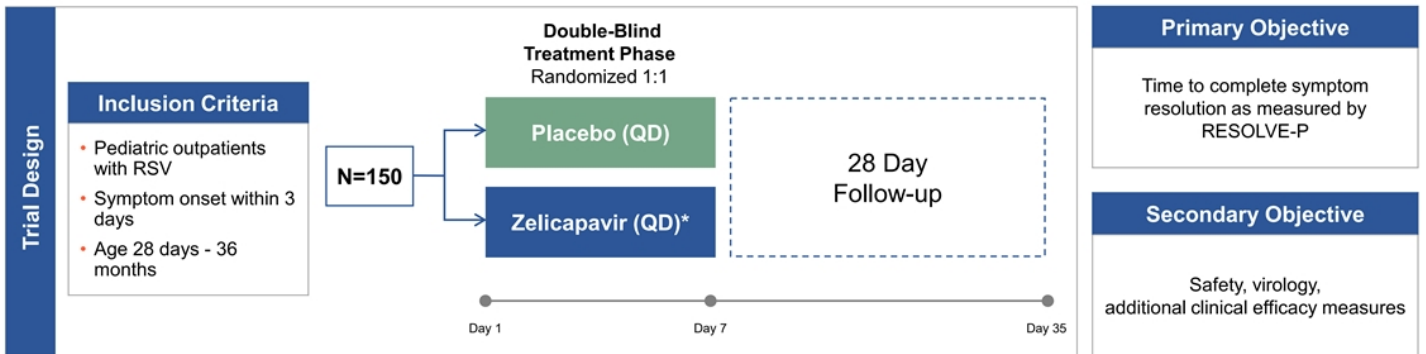 Trial Design
Inclusion Criteria
• Pediatric outpatients
with RSV
• Symptom onset within 3
days
• Age 28 days - 36
months
N=150
Double-Blind
Treatment Phase
Randomized 1:1
Placebo (QD)
Zelicapavir (QD)*
28 Day
Follow-up
Day 1
Day 7
Day 35
Primary Objective
Time to complete symptom
resolution as measured by
RESOLVE-P
Secondary Objective
Safety, virology,
additional clinical efficacy measures